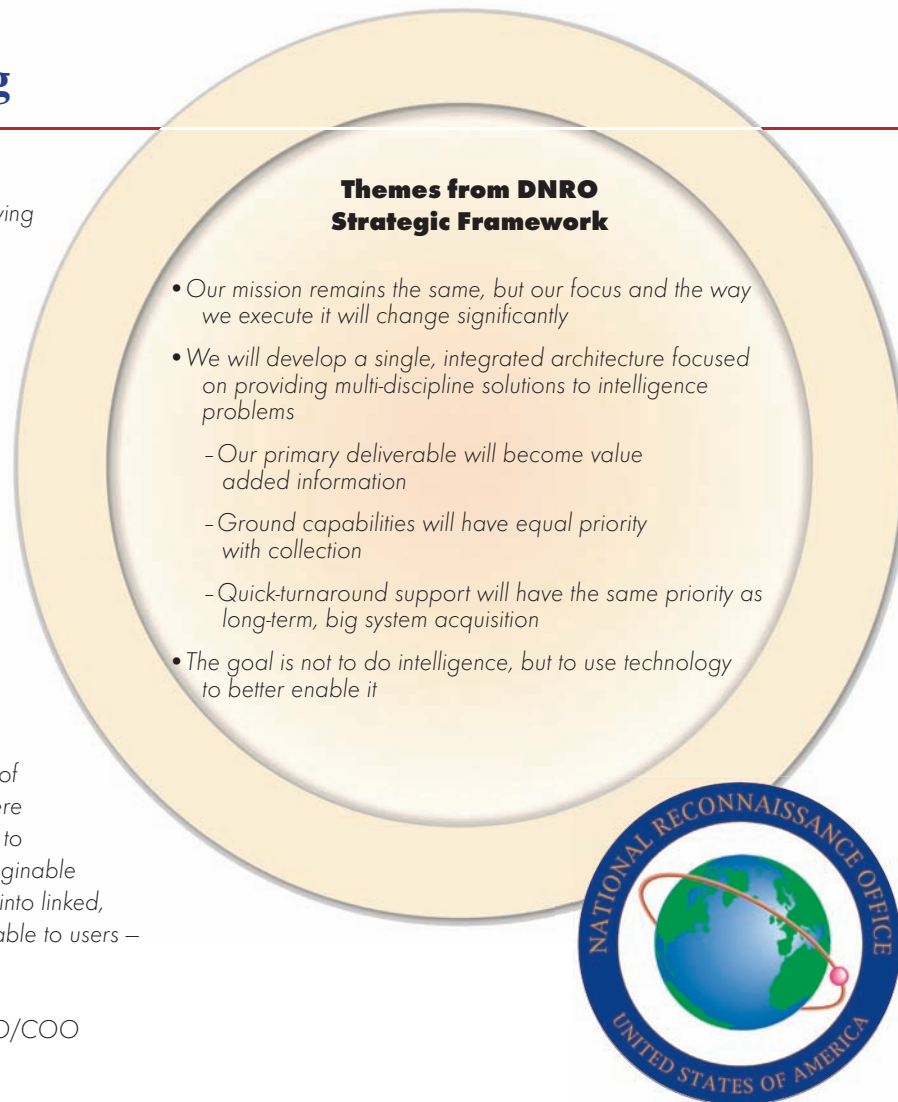 g
ving
Themes from DNRO
Strategic Framework
• Our mission remains the same, but our focus and the way
we execute it will change significantly
• We will develop a single, integrated architecture focused
on providing multi-discipline solutions to intelligence
problems
– Our primary deliverable will become value
added information
– Ground capabilities will have equal priority
with collection
– Quick-turnaround support will have the same priority as
long-term, big system acquisition
• The goal is not to do intelligence, but to use technology
to better enable it
of
ere
to
ginable
into linked,
able to users –
O/COO
NATIONAL RECONNAISSANCE OFFICE
UNITED STATES OF AMERICA